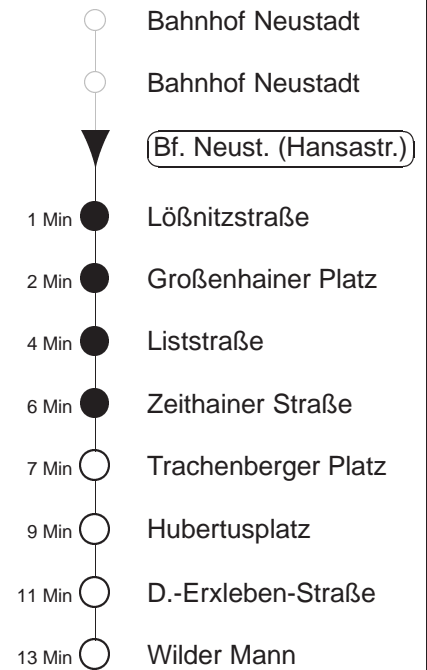 Bahnhof Neustadt
Bahnhof Neustadt
Bf. Neust. (Hansastr.)
1 Min Lößnitzstraße
2 Min Großenhainer Platz
4 Min Liststraße
6 Min Zeithainer Straße
7 Min Trachenberger Platz
9 Min Hubertusplatz
11 Min D.-Erxleben-Straße
13 Min Wilder Mann